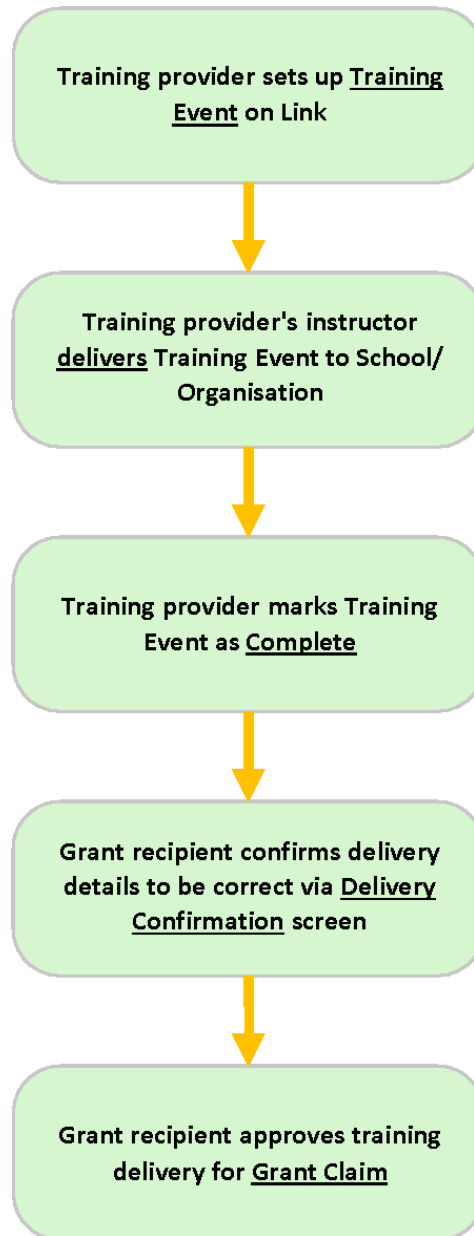 Training provider sets up Training
Event on Link
Training provider's instructor
delivers Training Event to School/
Organisation
Training provider marks Training
Event as Complete
Grant recipient confirms delivery
details to be correct via Delivery
Confirmation screen
Grant recipient approves training
delivery for Grant Claim